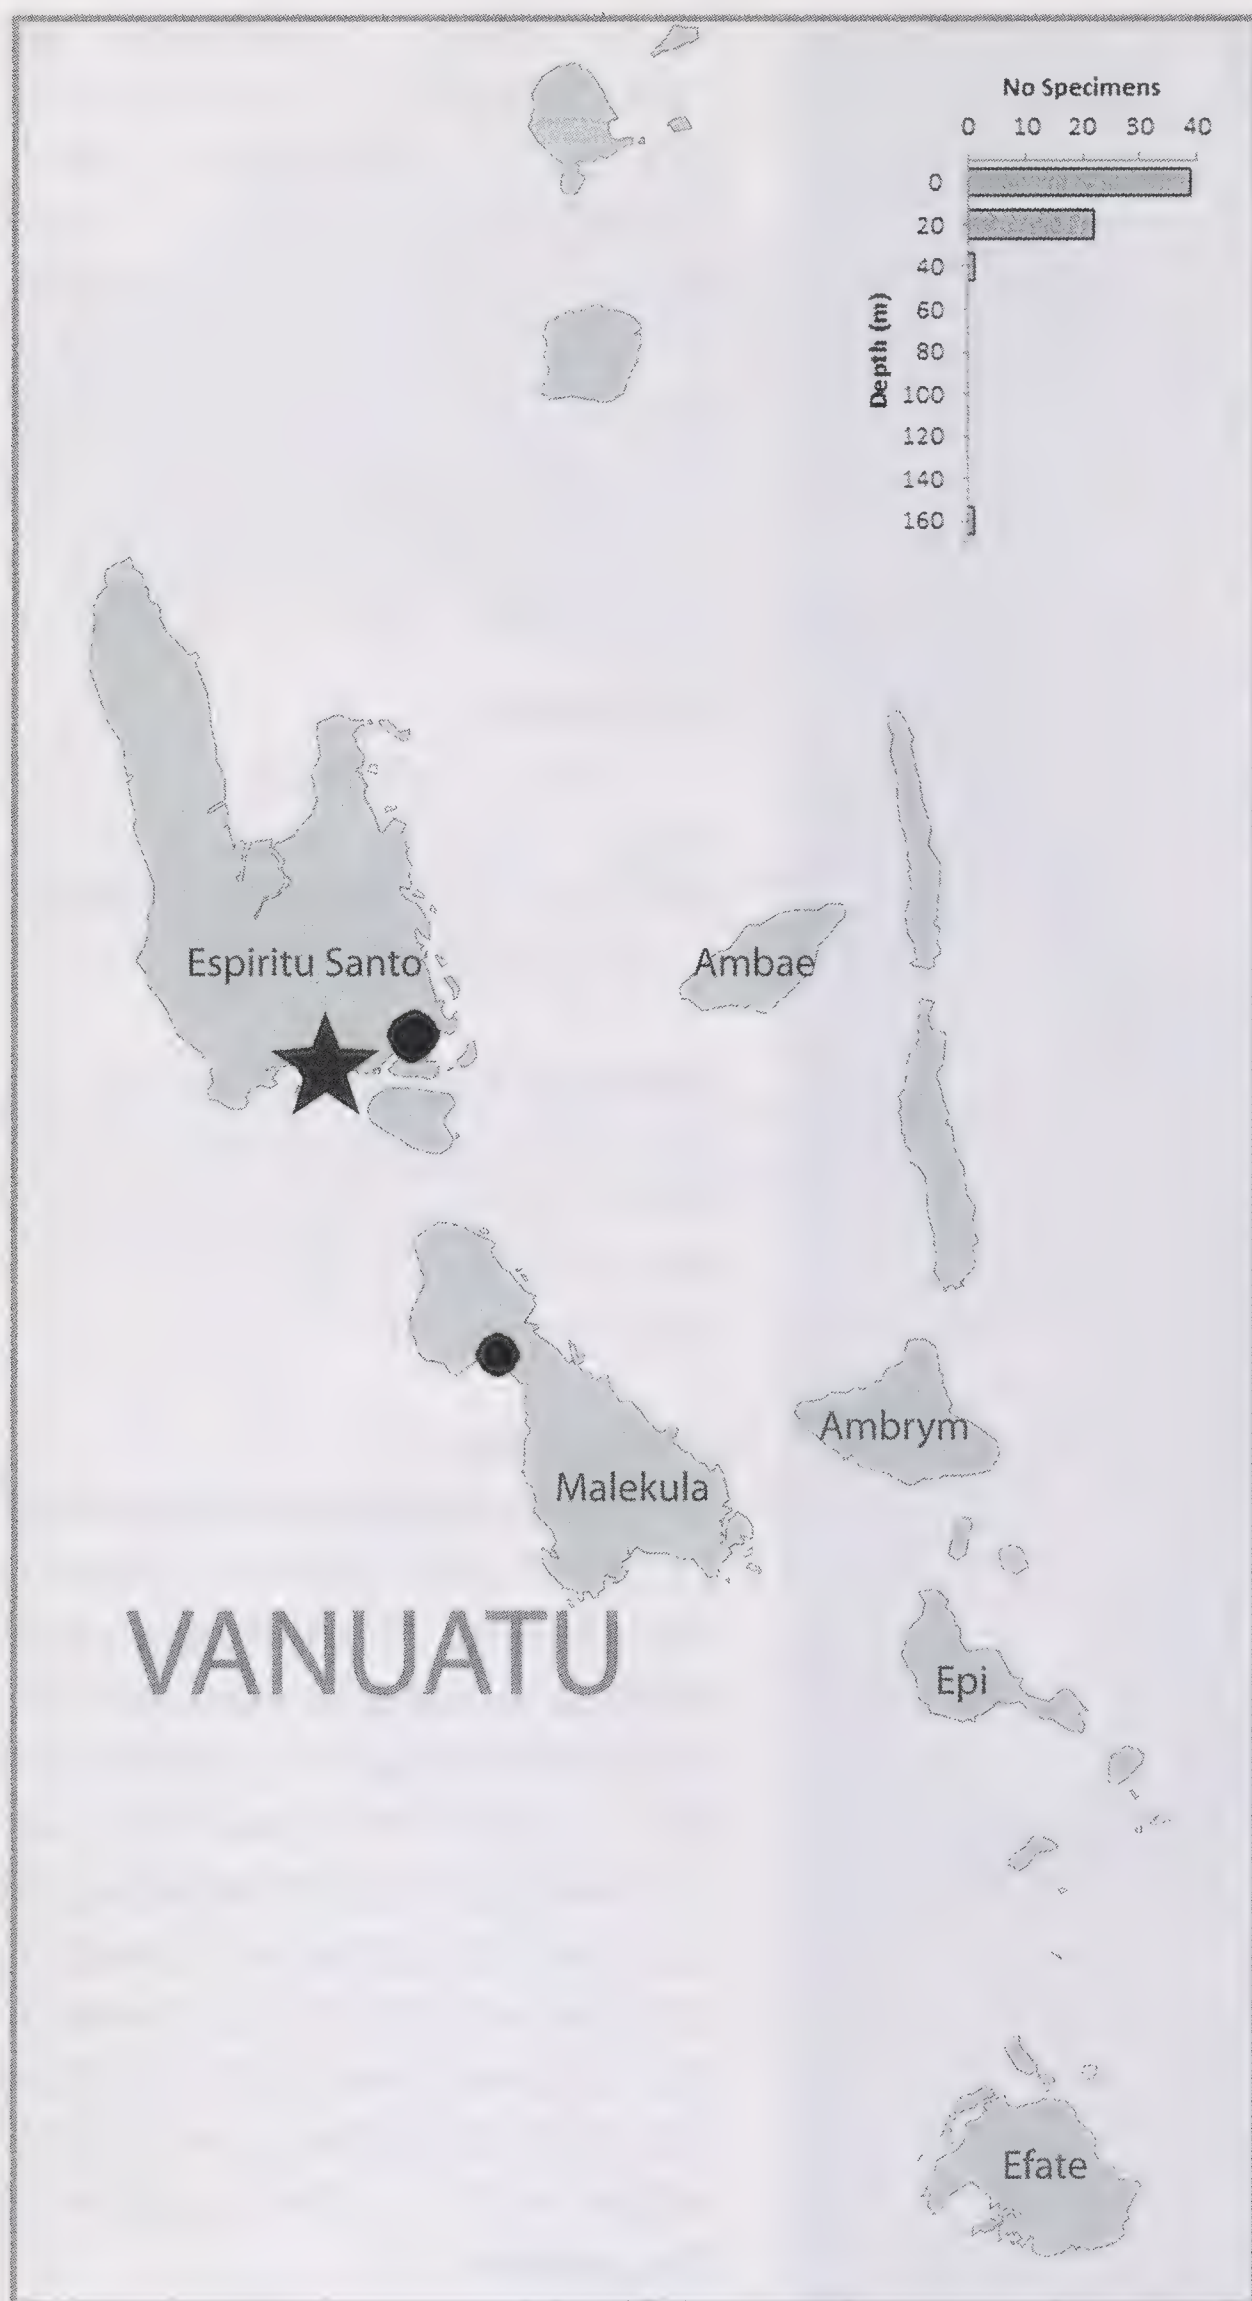 No Specimens
0 10 20 30 40
0
20
40
60
80
100
120
140
160
Depth (m)
Espiritu Santo
Ambae
Ambrym
Malekula
VANUATU
Epi
Efate